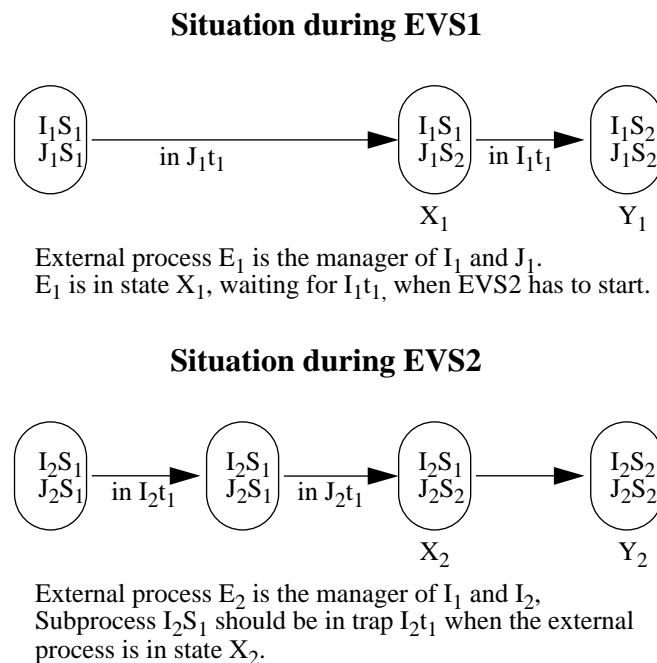 Situation during EVS1
I₁S₁ I₁S₁ I₁S₂
J₁S₁ J₁S₂ J₁S₂
in J₁t₁ in I₁t₁
X₁ Y₁
External process E₁ is the manager of I₁ and J₁.
E₁ is in state X₁, waiting for I₁t₁, when EVS2 has to start.
Situation during EVS2
I₂S₁ I₂S₁ I₂S₁ I₂S₂
J₂S₁ J₂S₁ J₂S₂ J₂S₂
in I₂t₁ in J₂t₁
X₂ Y₂
External process E₂ is the manager of I₁ and I₂,
Subprocess I₂S₁ should be in trap I₂t₁ when the external
process is in state X₂.